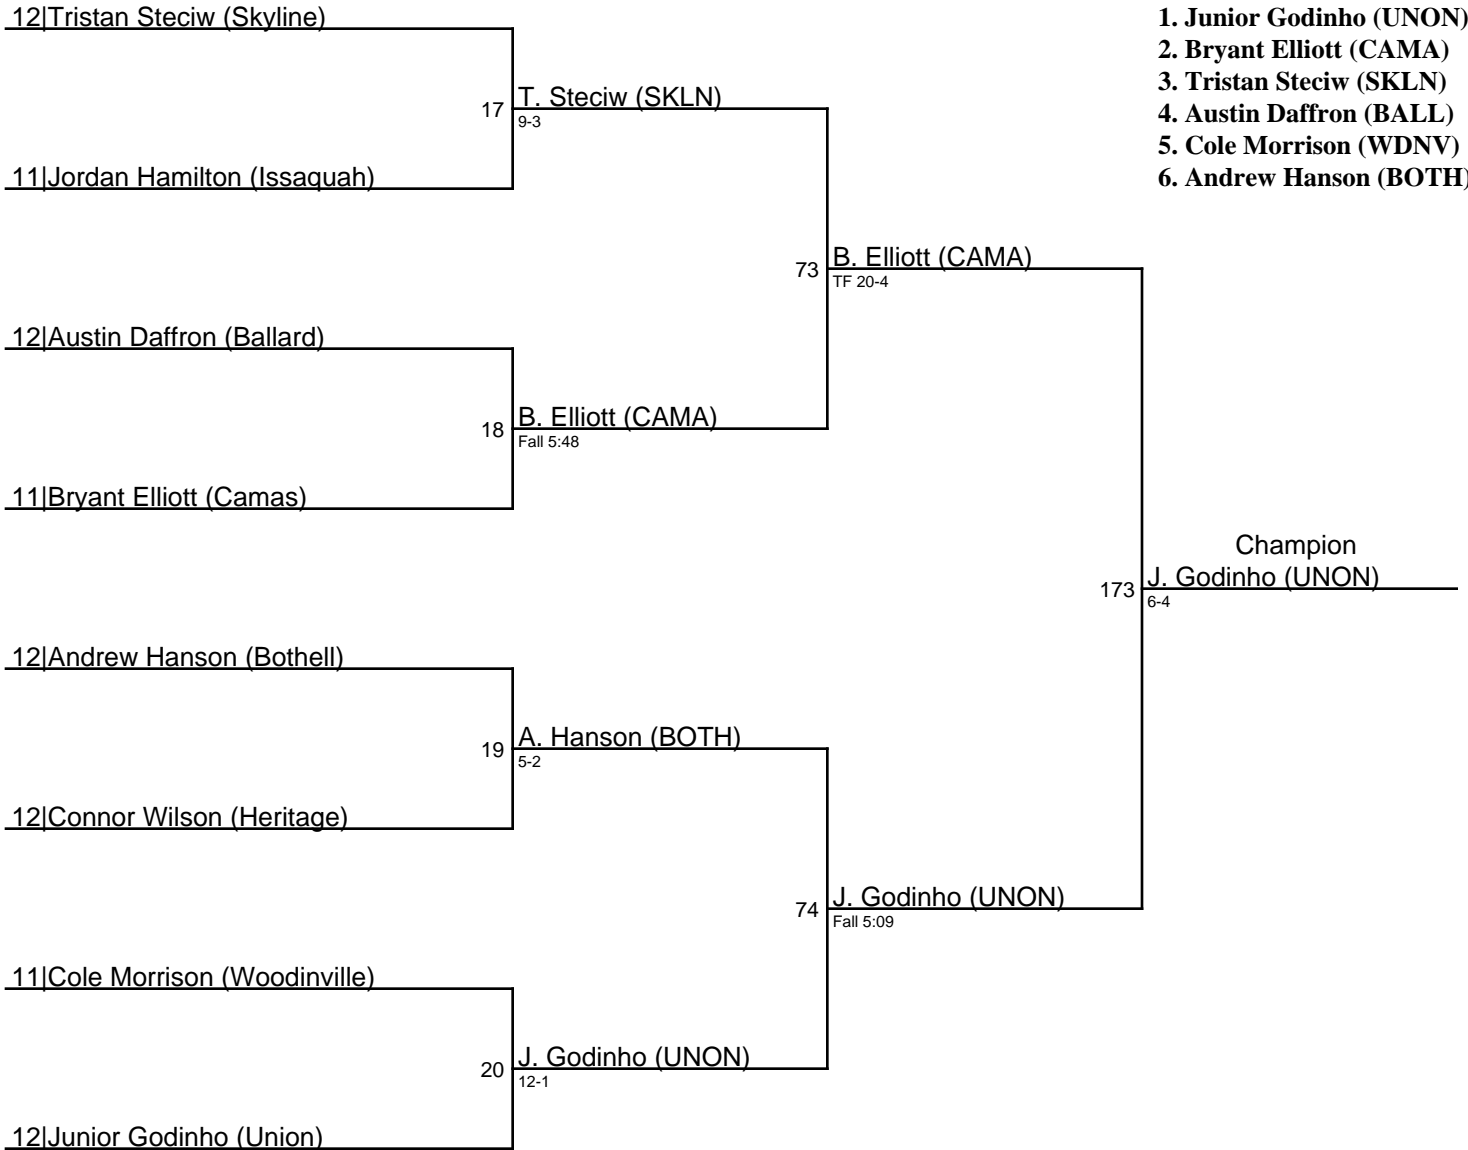 12|Tristan Steciw (Skyline)
1. Junior Godinho (UNON)
2. Bryant Elliott (CAMA)
3. Tristan Steciw (SKLN)
4. Austin Daffron (BALL)
5. Cole Morrison (WDNV)
6. Andrew Hanson (BOTH)
17 T. Steciw (SKLN)
9-3
11|Jordan Hamilton (Issaquah)
73 B. Elliott (CAMA)
TF 20-4
12|Austin Daffron (Ballard)
18 B. Elliott (CAMA)
Fall 5:48
11|Bryant Elliott (Camas)
Champion
173 J. Godinho (UNON)
6-4
12|Andrew Hanson (Bothell)
19 A. Hanson (BOTH)
5-2
12|Connor Wilson (Heritage)
74 J. Godinho (UNON)
Fall 5:09
11|Cole Morrison (Woodinville)
20 J. Godinho (UNON)
12-1
12|Junior Godinho (Union)